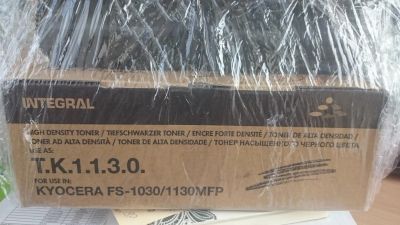 INTEGRAL
HIGH DENSITY TONER / TIEFSCHWARZER TONER / ENCRE FORTE DENSITÉ / TONER DE ALTA DENSIDAD /
TONER AD ALTA DENSITÀ / TONER DE ALTA DENSIDADE / ТОНЕР НАСЫЩЕННОГО ЧЕРНОГО ЦВЕТА
USE AS:
T.K.1.1.3.0.
FOR USE IN:
KYOCERA FS-1030/1130MFP